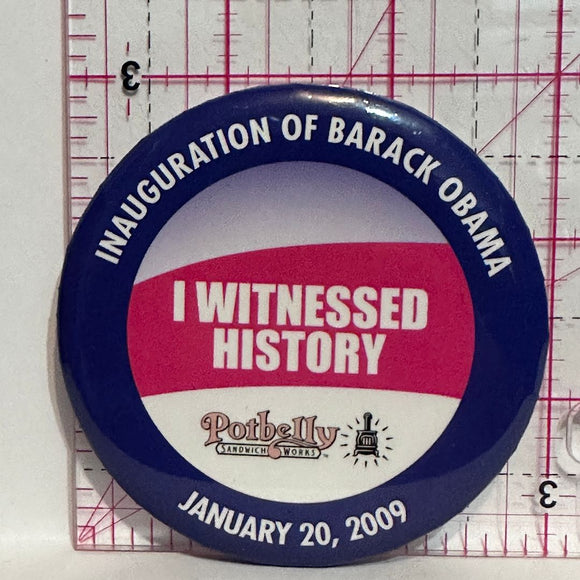 3
INAUGURATION OF BARACK OBAMA
I WITNESSED
HISTORY
Potbelly
SANDWICH WORKS
JANUARY 20, 2009
3